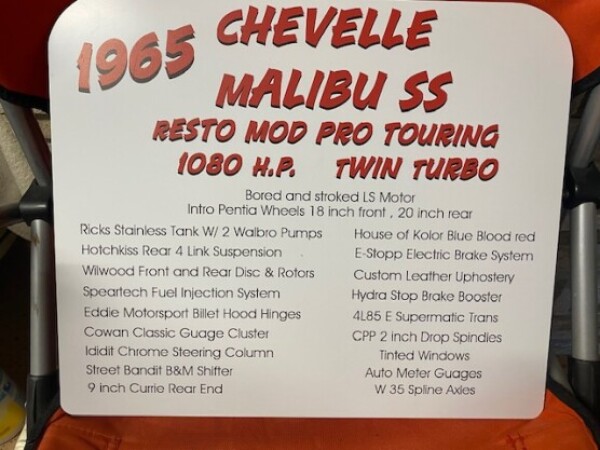 1965 CHEVELLE
MALIBU SS
RESTO MOD PRO TOURING
1080 H.P. TWIN TURBO
Bored and stroked LS Motor
Intro Pentia Wheels 18 inch front , 20 inch rear
Ricks Stainless Tank W/ 2 Walbro Pumps
Hotchkiss Rear 4 Link Suspension
Wilwood Front and Rear Disc & Rotors
Speartech Fuel Injection System
Eddie Motorsport Billet Hood Hinges
Cowan Classic Guage Cluster
Ididit Chrome Steering Column
Street Bandit B&M Shifter
9 inch Currie Rear End
House of Kolor Blue Blood red
E-Stopp Electric Brake System
Custom Leather Uphostery
Hydra Stop Brake Booster
4L85 E Supermatic Trans
CPP 2 inch Drop Spindles
Tinted Windows
Auto Meter Guages
W 35 Spline Axles